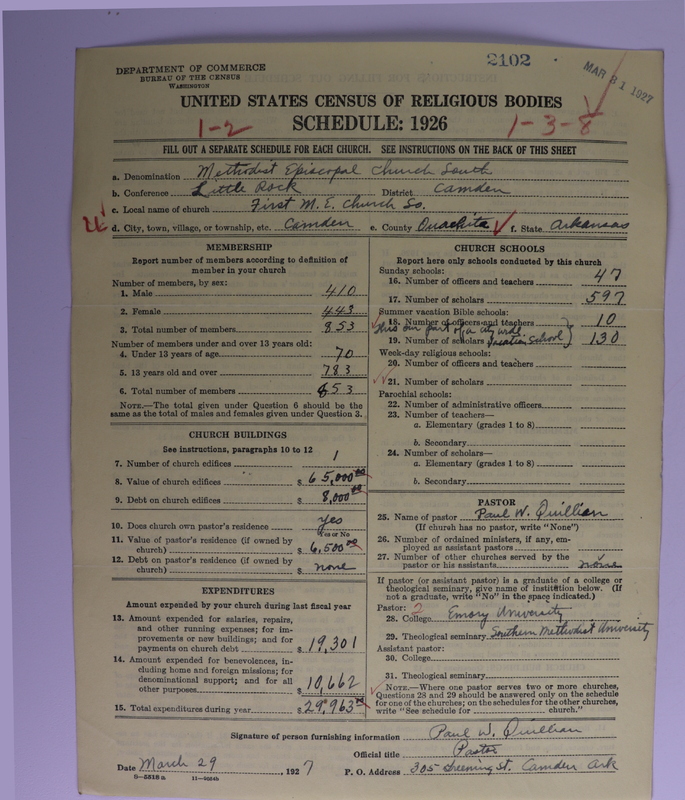 2102
MAR 31 1927
DEPARTMENT OF COMMERCE
BUREAU OF THE CENSUS
WASHINGTON
UNITED STATES CENSUS OF RELIGIOUS BODIES
1-2 SCHEDULE: 1926 1-3-8
FILL OUT A SEPARATE SCHEDULE FOR EACH CHURCH. SEE INSTRUCTIONS ON THE BACK OF THIS SHEET
a. Denomination Methodist Episcopal Church South
b. Conference Little Rock District Camden
c. Local name of church First M. E. Church So.
d. City, town, village, or township, etc. Camden e. County Ouachita f. State Arkansas
MEMBERSHIP
Report number of members according to definition of
member in your church
Number of members, by sex:
1. Male 410
2. Female 443
3. Total number of members 853
Number of members under and over 13 years old:
4. Under 13 years of age 70
5. 13 years old and over 783
6. Total number of members 853
NOTE.—The total given under Question 6 should be the
same as the total of males and females given under Question 3.
CHURCH BUILDINGS
See instructions, paragraphs 10 to 12
7. Number of church edifices 1
8. Value of church edifices $ 65,000 00
9. Debt on church edifices $ 8,000 00
10. Does church own pastor's residence yes
Yes or No
11. Value of pastor's residence (if owned by
church) $ 6,500 00
12. Debt on pastor's residence (if owned by
church) $ none
EXPENDITURES
Amount expended by your church during last fiscal year
13. Amount expended for salaries, repairs,
and other running expenses; for im-
provements or new buildings; and for
payments on church debt $ 19,301
14. Amount expended for benevolences, in-
cluding home and foreign missions; for
denominational support; and for all
other purposes $ 10,662
15. Total expenditures during year $ 29,963
CHURCH SCHOOLS
Report here only schools conducted by this church
Sunday schools:
16. Number of officers and teachers 47
17. Number of scholars 597
Summer vacation Bible schools:
18. Number of officers and teachers 10
This our part of a city wide
19. Number of scholars vacation school 130
Week-day religious schools:
20. Number of officers and teachers
21. Number of scholars
Parochial schools:
22. Number of administrative officers
23. Number of teachers—
a. Elementary (grades 1 to 8)
b. Secondary
24. Number of scholars—
a. Elementary (grades 1 to 8)
b. Secondary
PASTOR
25. Name of pastor Paul W. Quillian
(If church has no pastor, write "None")
26. Number of ordained ministers, if any, em-
ployed as assistant pastors
27. Number of other churches served by the
pastor or his assistants none
If pastor (or assistant pastor) is a graduate of a college or
theological seminary, give name of institution below. (If
not a graduate, write "No" in the space indicated.)
Pastor: 2
28. College Emory University
29. Theological seminary Southern Methodist University
Assistant pastor:
30. College
31. Theological seminary
NOTE.—Where one pastor serves two or more churches,
Questions 28 and 29 should be answered only on the schedule
for one of the churches; on the schedules for the other churches,
write "See schedule for church."
Signature of person furnishing information Paul W. Quillian
Official title Pastor
Date March 29, 1927 P. O. Address 305 Greening St. Camden Ark